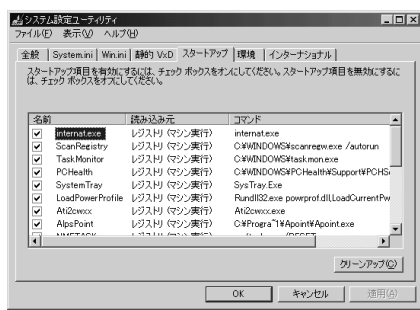 システム設定ユーティリティ
ファイル(F) 表示(V) ヘルプ(H)
全般 System.ini Win.ini 静的 VxD スタートアップ 環境 インターナショナル
スタートアップ項目を有効にするには、チェック ボックスをオンにしてください。スタートアップ項目を無効にするに
は、チェック ボックスをオフにしてください。
名前 読み込み元 コマンド
internat.exe レジストリ (マシン実行) internat.exe
ScanRegistry レジストリ (マシン実行) C:¥WINDOWS¥scanregw.exe /autorun
TaskMonitor レジストリ (マシン実行) C:¥WINDOWS¥taskmon.exe
PCHealth レジストリ (マシン実行) C:¥WINDOWS¥PCHealth¥Support¥PCHSc
SystemTray レジストリ (マシン実行) SysTray.Exe
LoadPowerProfile レジストリ (マシン実行) Rundll32.exe powrprof.dll,LoadCurrentPw
Ati2cwxx レジストリ (マシン実行) Ati2cwxx.exe
AlpsPoint レジストリ (マシン実行) C:¥Progra~1¥Apoint¥Apoint.exe
クリーンアップ(C)
OK キャンセル 適用(A)